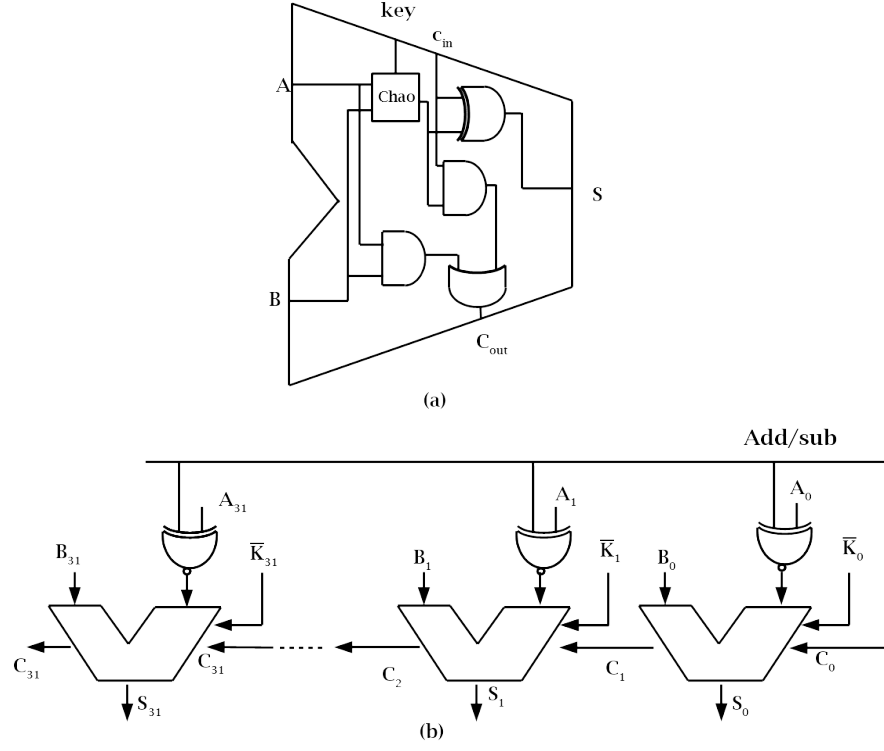 key
c_in
A
Chao
S
B
C_out
(a)
Add/sub
A_31
A_1
A_0
B_31
K̅_31
B_1
K̅_1
B_0
K̅_0
C_31
C_31
C_2
C_1
C_0
S_31
S_1
S_0
(b)